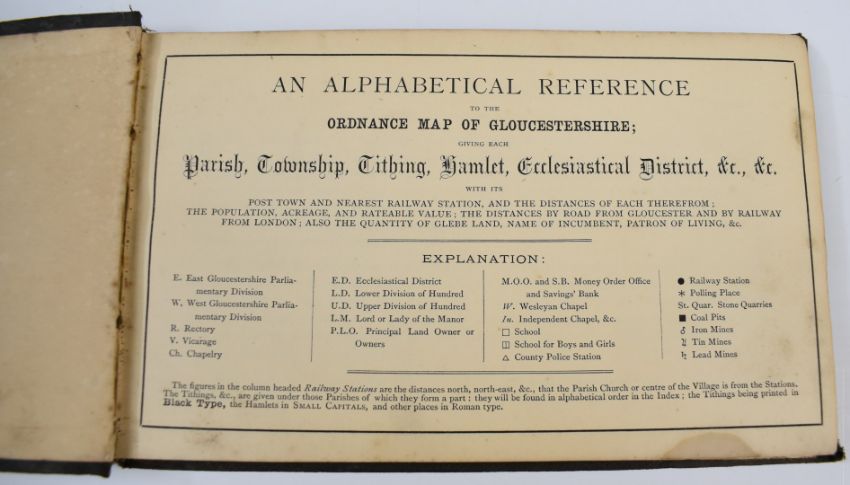 AN ALPHABETICAL REFERENCE
TO THE
ORDNANCE MAP OF GLOUCESTERSHIRE;
GIVING EACH
Parish, Township, Tithing, Hamlet, Ecclesiastical District, &c., &c.
WITH ITS
POST TOWN AND NEAREST RAILWAY STATION, AND THE DISTANCES OF EACH THEREFROM;
THE POPULATION, ACREAGE, AND RATEABLE VALUE; THE DISTANCES BY ROAD FROM GLOUCESTER AND BY RAILWAY
FROM LONDON; ALSO THE QUANTITY OF GLEBE LAND, NAME OF INCUMBENT, PATRON OF LIVING, &c.
EXPLANATION:
E. East Gloucestershire Parlia-
mentary Division
W. West Gloucestershire Parlia-
mentary Division
R. Rectory
V. Vicarage
Ch. Chapelry
E.D. Ecclesiastical District
L.D. Lower Division of Hundred
U.D. Upper Division of Hundred
L.M. Lord or Lady of the Manor
P.L.O. Principal Land Owner or
Owners
M.O.O. and S.B. Money Order Office
and Savings' Bank
W. Wesleyan Chapel
In. Independent Chapel, &c.
□ School
◫ School for Boys and Girls
△ County Police Station
● Railway Station
* Polling Place
St. Quar. Stone Quarries
■ Coal Pits
♂ Iron Mines
♃ Tin Mines
♄ Lead Mines
The figures in the column headed Railway Stations are the distances north, north-east, &c., that the Parish Church or centre of the Village is from the Stations.
The Tithings, &c., are given under those Parishes of which they form a part: they will be found in alphabetical order in the Index; the Tithings being printed in
Black Type, the Hamlets in SMALL CAPITALS, and other places in Roman type.